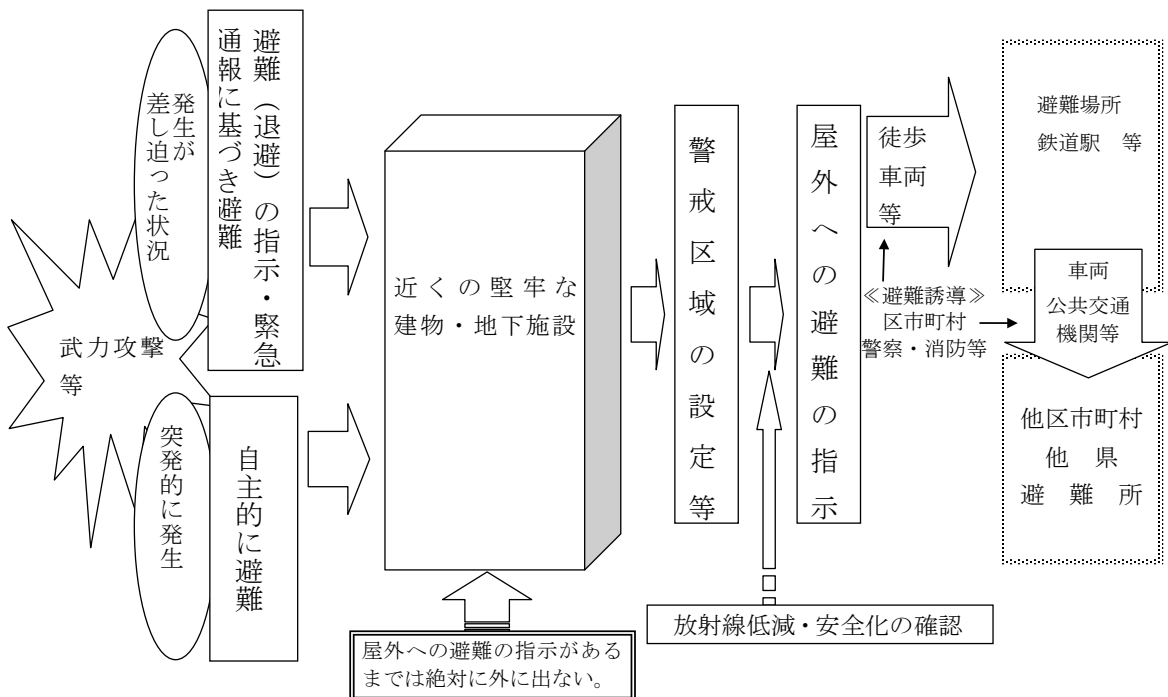 武力攻撃
等
発生が
差し迫った状況
避難（退避）の指示・緊急
通報に基づき避難
突発的に発生
自主的に避難
近くの堅牢な
建物・地下施設
屋外への避難の指示がある
までは絶対に外に出ない。
警戒区域の設定等
放射線低減・安全化の確認
屋外への避難の指示
徒歩
車両
等
≪避難誘導≫
区市町村
警察・消防等
避難場所
鉄道駅　等
車両
公共交通
機関等
他区市町村
他　県
避　難　所